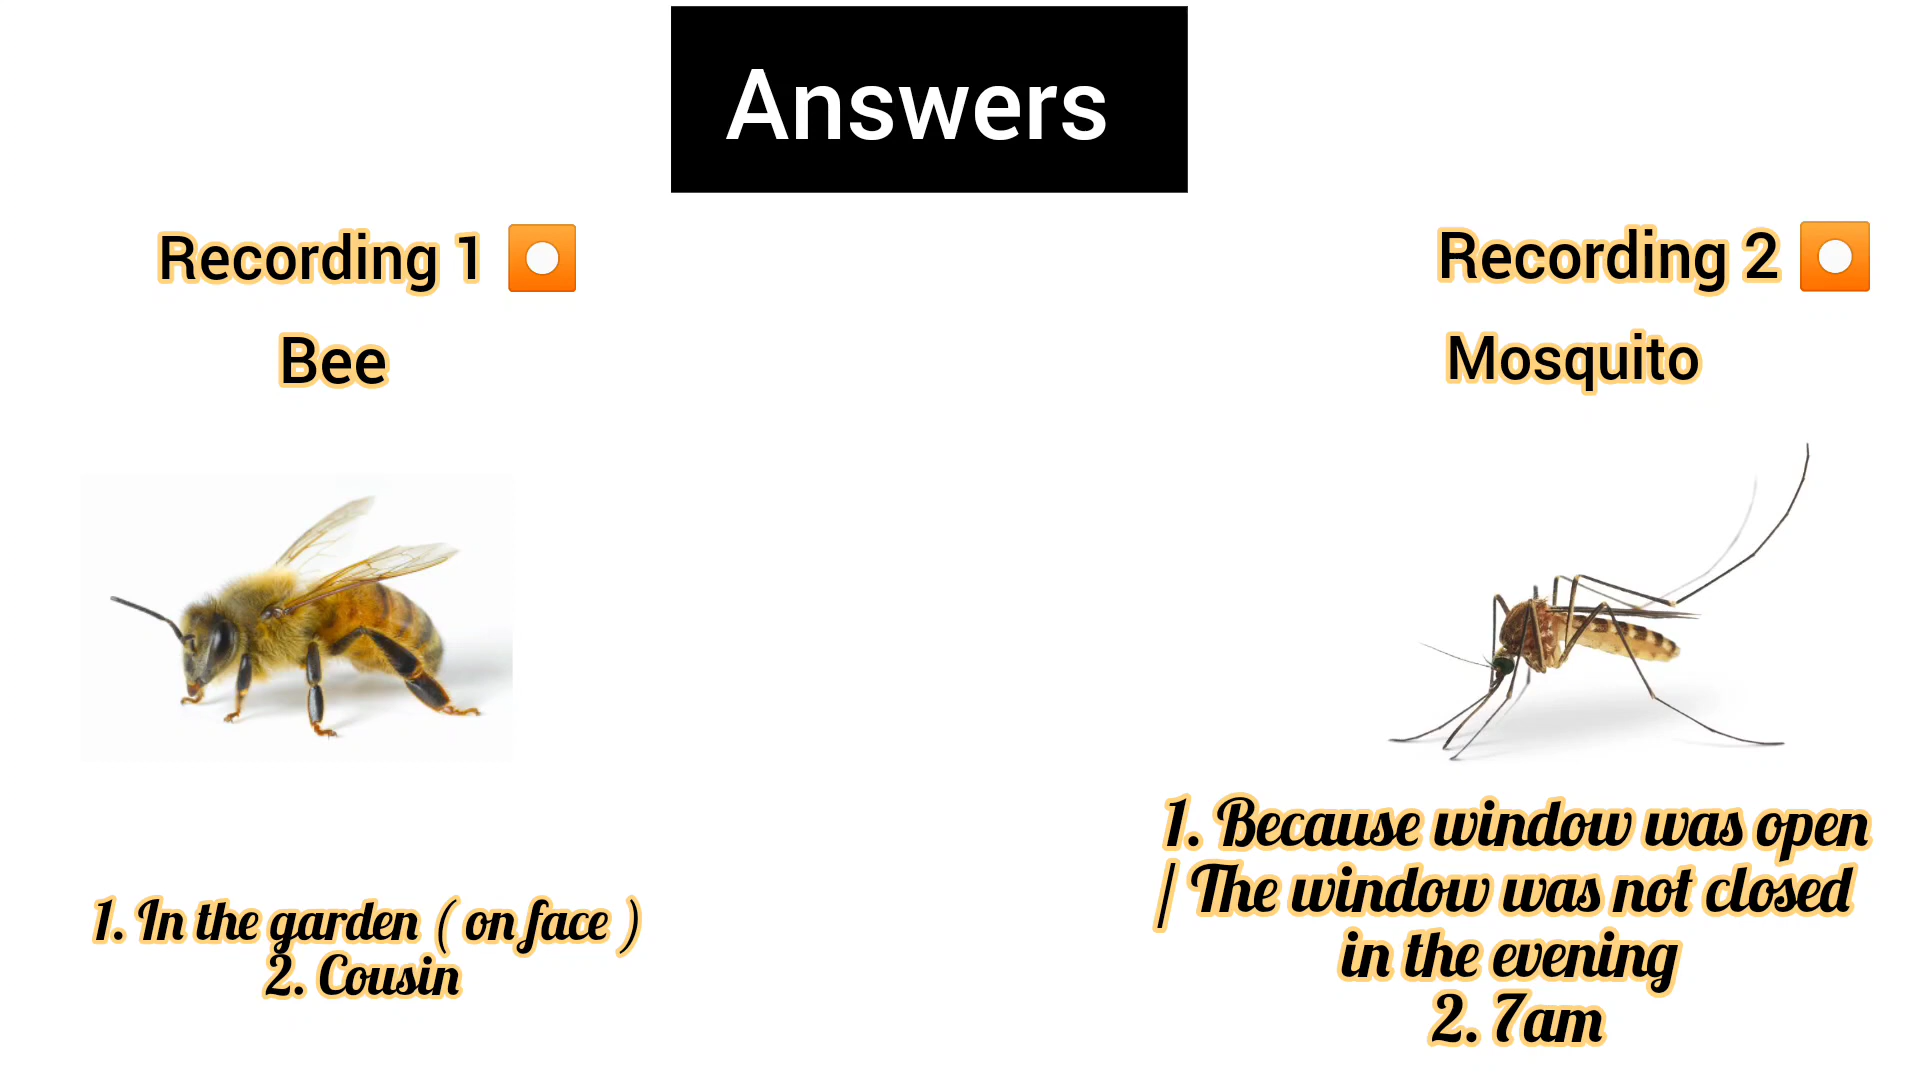 Answers
Recording 1
Bee
1. In the garden ( on face )
2. Cousin
Recording 2
Mosquito
1. Because window was open
/ The window was not closed
in the evening
2. 7am